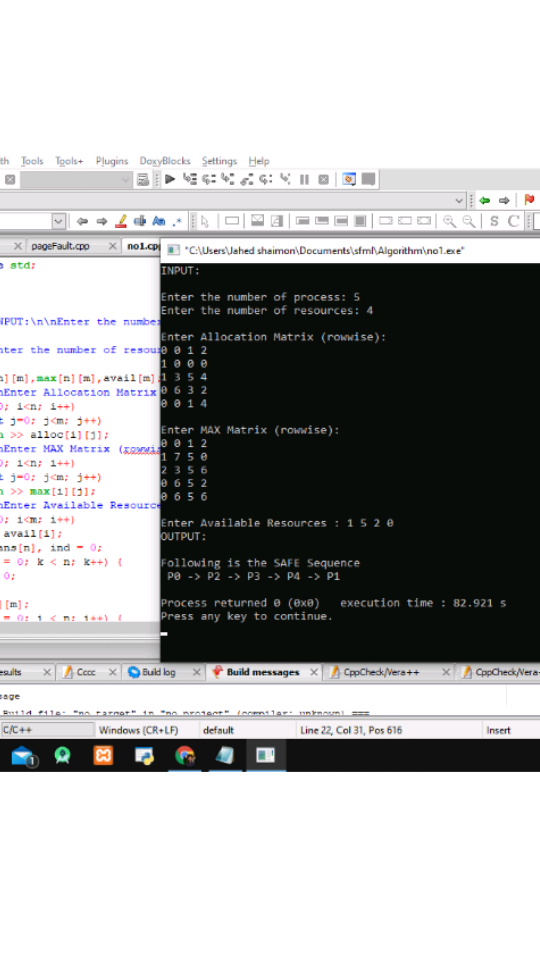 th Tools Tools+ Plugins DoxyBlocks Settings Help
S C
pageFault.cpp no1.cpp
"C:\Users\Jahed shaimon\Documents\sfml\Algorithm\no1.exe"
s std;
NPUT:\n\nEnter the numbe
nter the number of resou
n][m],max[n][m],avail[m]
nEnter Allocation Matrix
0; i<n; i++)
t j=0; j<m; j++)
n >> alloc[i][j];
nEnter MAX Matrix (rowwis
0; i<n; i++)
t j=0; j<m; j++)
n >> max[i][j];
nEnter Available Resource
0; i<m; i++)
avail[i];
ans[n], ind = 0;
= 0; k < n; k++) {
0;
[m];
= 0; i < n; i++) {
INPUT:
Enter the number of process: 5
Enter the number of resources: 4
Enter Allocation Matrix (rowwise):
0 0 1 2
1 0 0 0
1 3 5 4
0 6 3 2
0 0 1 4
Enter MAX Matrix (rowwise):
0 0 1 2
1 7 5 0
2 3 5 6
0 6 5 2
0 6 5 6
Enter Available Resources : 1 5 2 0
OUTPUT:
Following is the SAFE Sequence
P0 -> P2 -> P3 -> P4 -> P1
Process returned 0 (0x0) execution time : 82.921 s
Press any key to continue.
esults Cccc Build log Build messages CppCheck/Vera++ CppCheck/Vera+
sage
Build file: "no target" in "no project" (compiler: unknown) ===
C/C++ Windows (CR+LF) default Line 22, Col 31, Pos 616 Insert
1